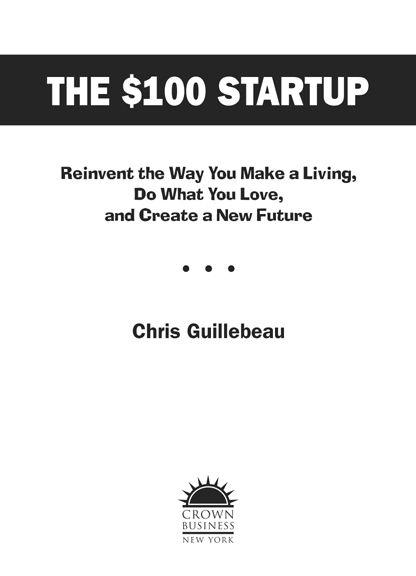 THE $100 STARTUP
Reinvent the Way You Make a Living,
Do What You Love,
and Create a New Future
• • •
Chris Guillebeau
CROWN
BUSINESS
NEW YORK